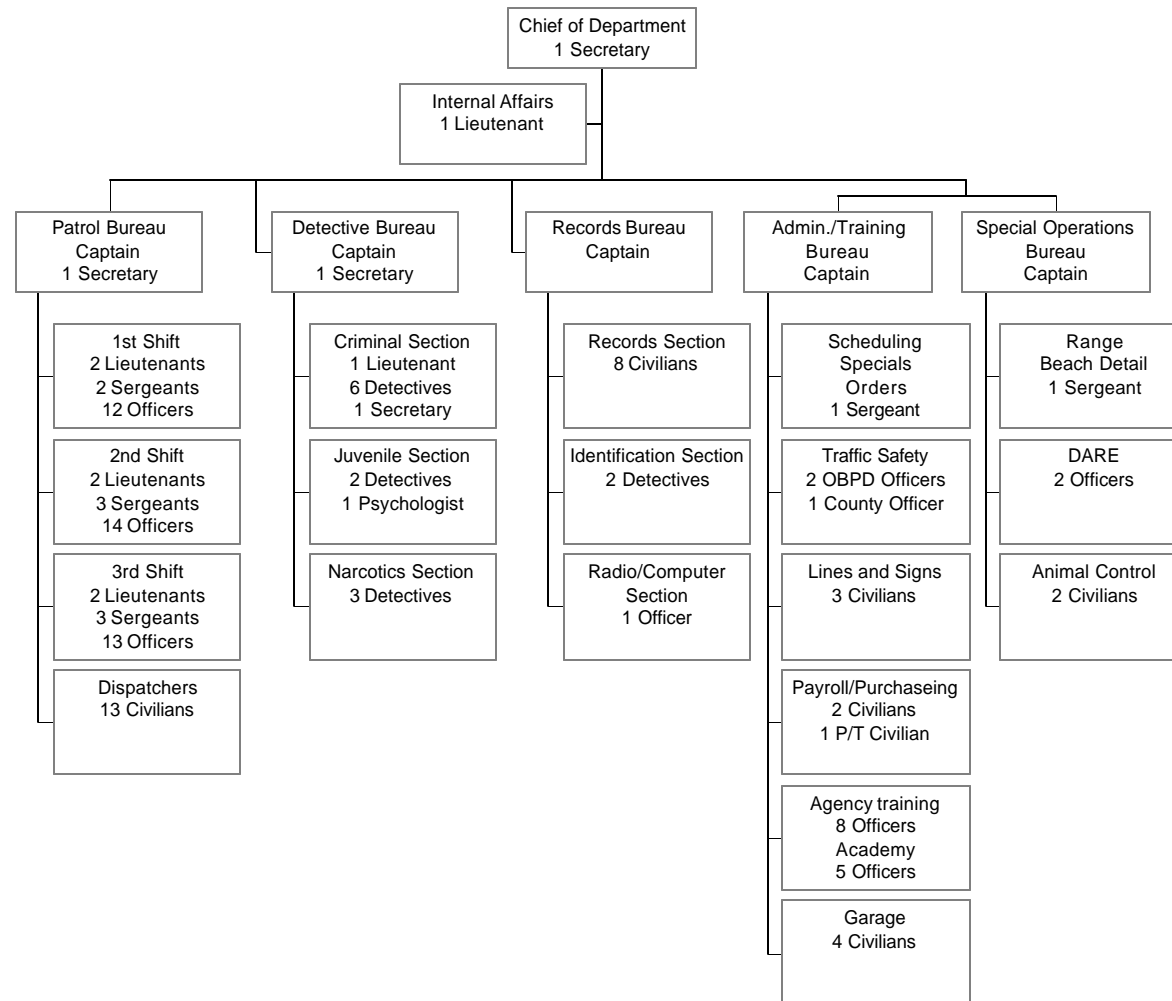 Chief of Department
1 Secretary
Internal Affairs
1 Lieutenant
Patrol Bureau
Captain
1 Secretary
Detective Bureau
Captain
1 Secretary
Records Bureau
Captain
Admin./Training
Bureau
Captain
Special Operations
Bureau
Captain
1st Shift
2 Lieutenants
2 Sergeants
12 Officers
2nd Shift
2 Lieutenants
3 Sergeants
14 Officers
3rd Shift
2 Lieutenants
3 Sergeants
13 Officers
Dispatchers
13 Civilians
Criminal Section
1 Lieutenant
6 Detectives
1 Secretary
Juvenile Section
2 Detectives
1 Psychologist
Narcotics Section
3 Detectives
Records Section
8 Civilians
Identification Section
2 Detectives
Radio/Computer
Section
1 Officer
Scheduling
Specials
Orders
1 Sergeant
Traffic Safety
2 OBPD Officers
1 County Officer
Lines and Signs
3 Civilians
Payroll/Purchaseing
2 Civilians
1 P/T Civilian
Agency training
8 Officers
Academy
5 Officers
Garage
4 Civilians
Range
Beach Detail
1 Sergeant
DARE
2 Officers
Animal Control
2 Civilians